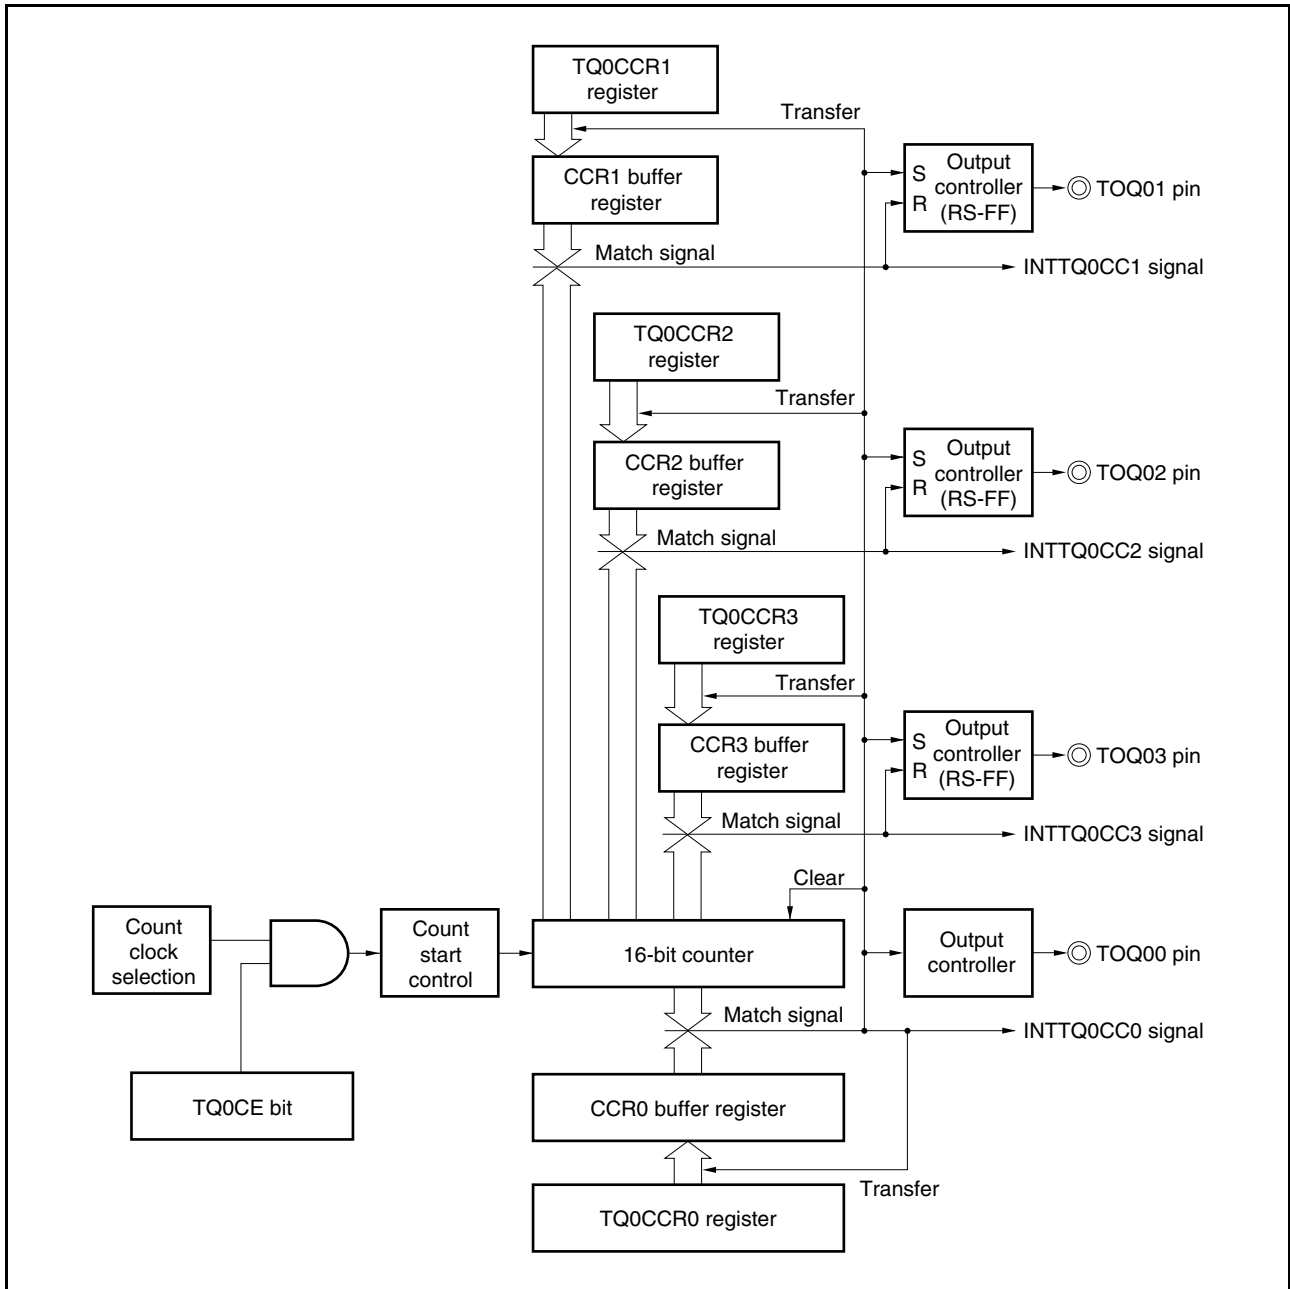 TQ0CCR1
register
Transfer
CCR1 buffer
register
S
R
Output
controller
(RS-FF)
TOQ01 pin
Match signal
INTTQ0CC1 signal
TQ0CCR2
register
Transfer
CCR2 buffer
register
S
R
Output
controller
(RS-FF)
TOQ02 pin
Match signal
INTTQ0CC2 signal
TQ0CCR3
register
Transfer
CCR3 buffer
register
S
R
Output
controller
(RS-FF)
TOQ03 pin
Match signal
INTTQ0CC3 signal
Clear
Count
clock
selection
Count
start
control
16-bit counter
Output
controller
TOQ00 pin
Match signal
INTTQ0CC0 signal
TQ0CE bit
CCR0 buffer register
Transfer
TQ0CCR0 register